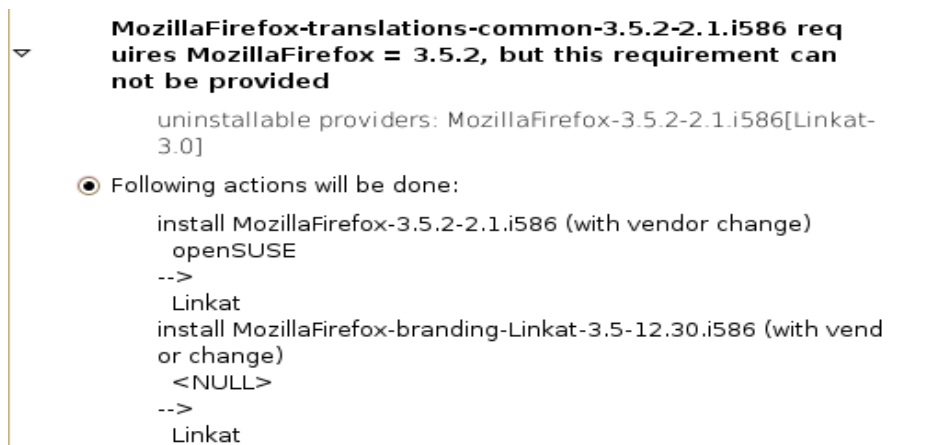 MozillaFirefox-translations-common-3.5.2-2.1.i586 req
uires MozillaFirefox = 3.5.2, but this requirement can
not be provided
uninstallable providers: MozillaFirefox-3.5.2-2.1.i586[Linkat-
3.0]
Following actions will be done:
install MozillaFirefox-3.5.2-2.1.i586 (with vendor change)
openSUSE
-->
Linkat
install MozillaFirefox-branding-Linkat-3.5-12.30.i586 (with vend
or change)
<NULL>
-->
Linkat